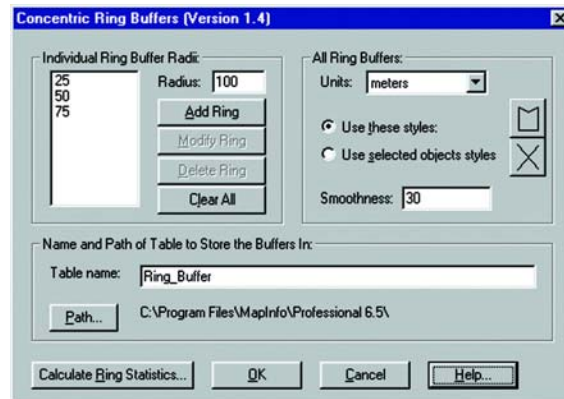 Concentric Ring Buffers (Version 1.4)
Individual Ring Buffer Radii:
25
50
75
Radius: 100
Add Ring
Modify Ring
Delete Ring
Clear All
All Ring Buffers:
Units: meters
Use these styles:
Use selected objects styles
Smoothness: 30
Name and Path of Table to Store the Buffers In:
Table name: Ring_Buffer
Path... C:\Program Files\MapInfo\Professional 6.5\
Calculate Ring Statistics... OK Cancel Help...